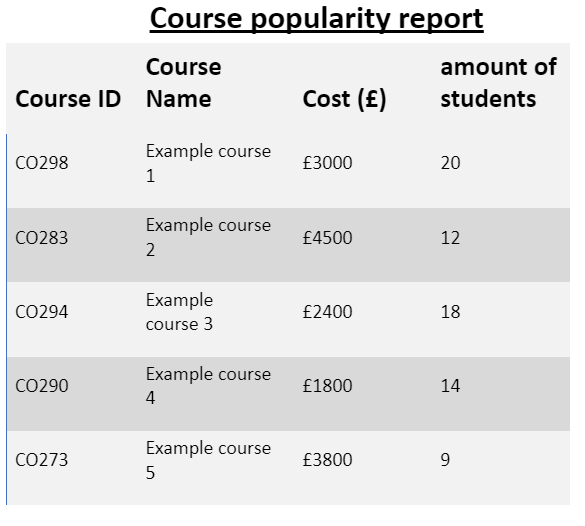 Course popularity report
Course ID Course Name Cost (£) amount of students
CO298 Example course 1 £3000 20
CO283 Example course 2 £4500 12
CO294 Example course 3 £2400 18
CO290 Example course 4 £1800 14
CO273 Example course 5 £3800 9